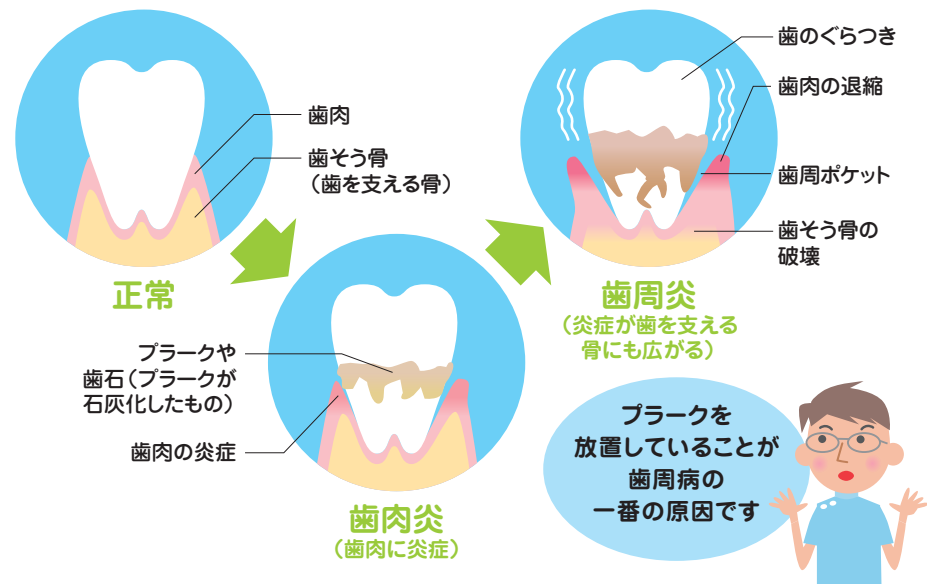 歯肉
歯そう骨
（歯を支える骨）
正常
プラークや
歯石（プラークが
石灰化したもの）
歯肉の炎症
歯肉炎
（歯肉に炎症）
歯のぐらつき
歯肉の退縮
歯周ポケット
歯そう骨の
破壊
歯周炎
（炎症が歯を支える
骨にも広がる）
プラークを
放置していることが
歯周病の
一番の原因です